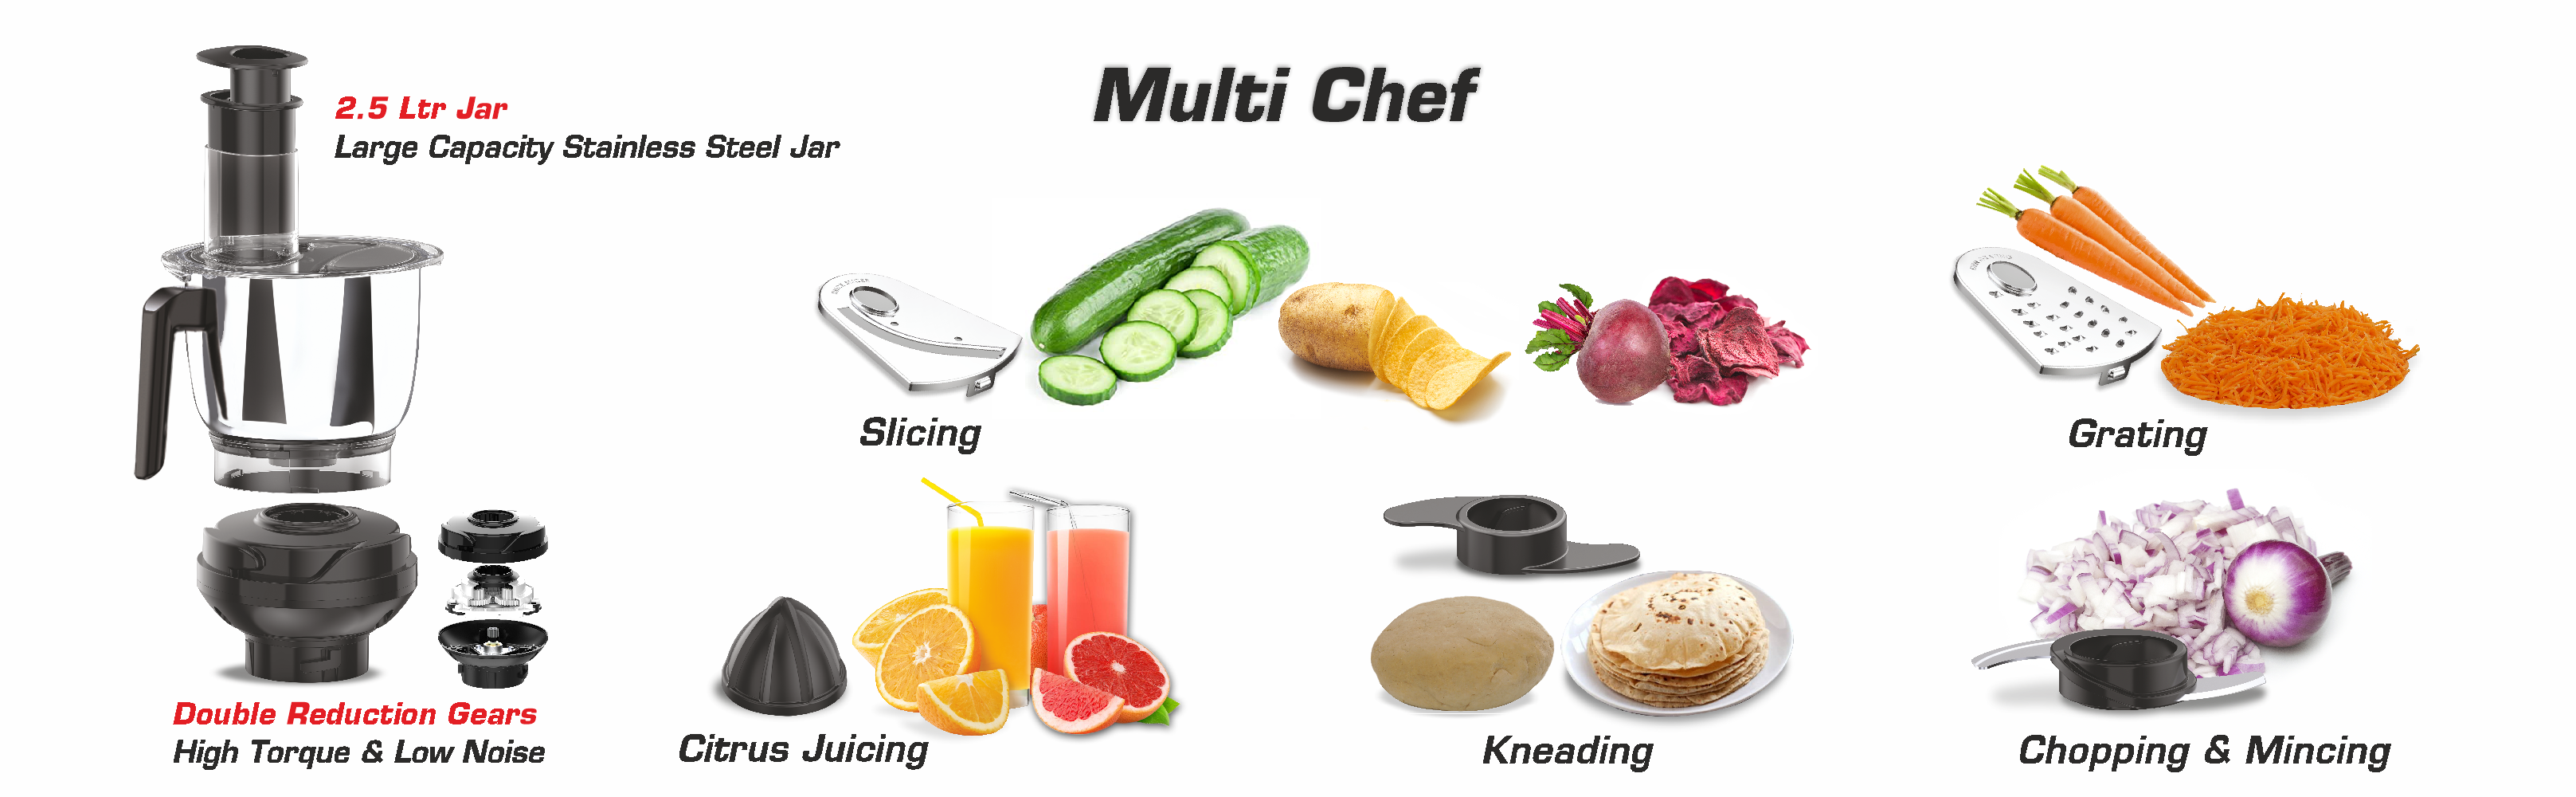 Multi Chef
2.5 Ltr Jar
Large Capacity Stainless Steel Jar
Slicing
Grating
Double Reduction Gears
High Torque & Low Noise
Citrus Juicing
Kneading
Chopping & Mincing